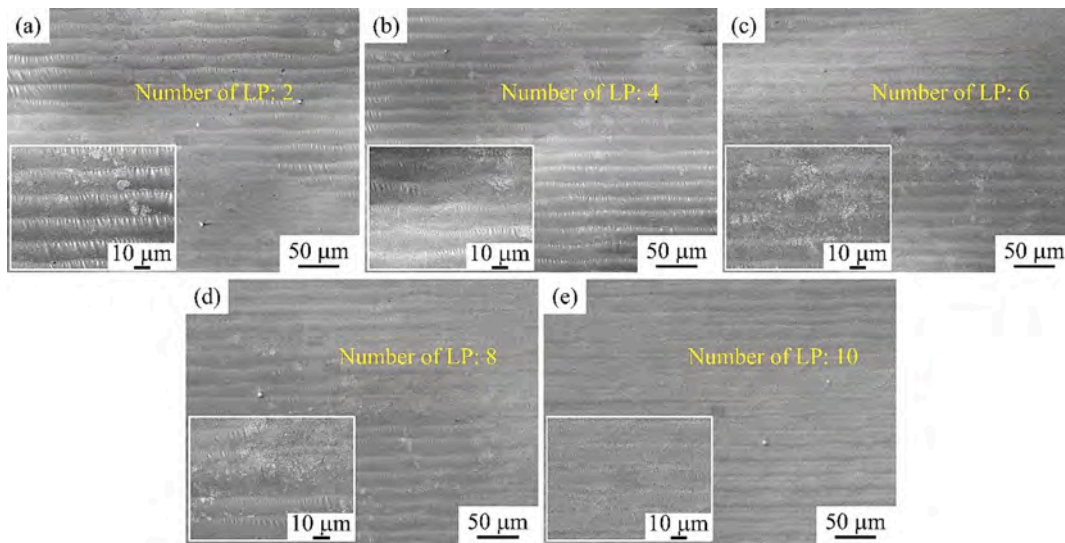 (a)
Number of LP: 2
10 μm
50 μm
(b)
Number of LP: 4
10 μm
50 μm
(c)
Number of LP: 6
10 μm
50 μm
(d)
Number of LP: 8
10 μm
50 μm
(e)
Number of LP: 10
10 μm
50 μm